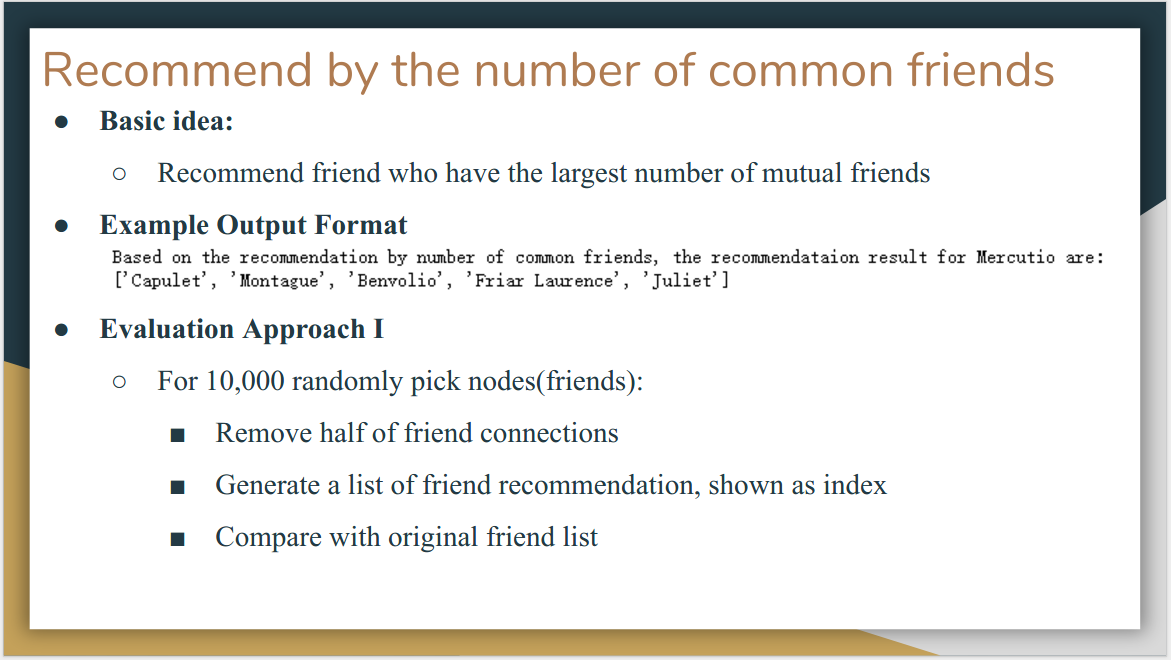 Recommend by the number of common friends
● Basic idea:
○ Recommend friend who have the largest number of mutual friends
● Example Output Format
Based on the recommendation by number of common friends, the recommendataion result for Mercutio are:
['Capulet', 'Montague', 'Benvolio', 'Friar Laurence', 'Juliet']
● Evaluation Approach I
○ For 10,000 randomly pick nodes(friends):
■ Remove half of friend connections
■ Generate a list of friend recommendation, shown as index
■ Compare with original friend list